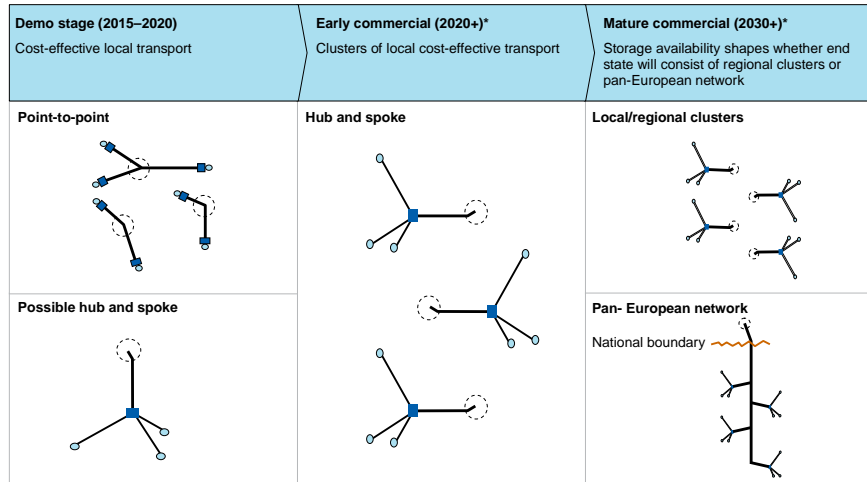 Demo stage (2015–2020)
Cost-effective local transport
Early commercial (2020+)*
Clusters of local cost-effective transport
Mature commercial (2030+)*
Storage availability shapes whether end
state will consist of regional clusters or
pan-European network
Point-to-point
Possible hub and spoke
Hub and spoke
Local/regional clusters
Pan- European network
National boundary